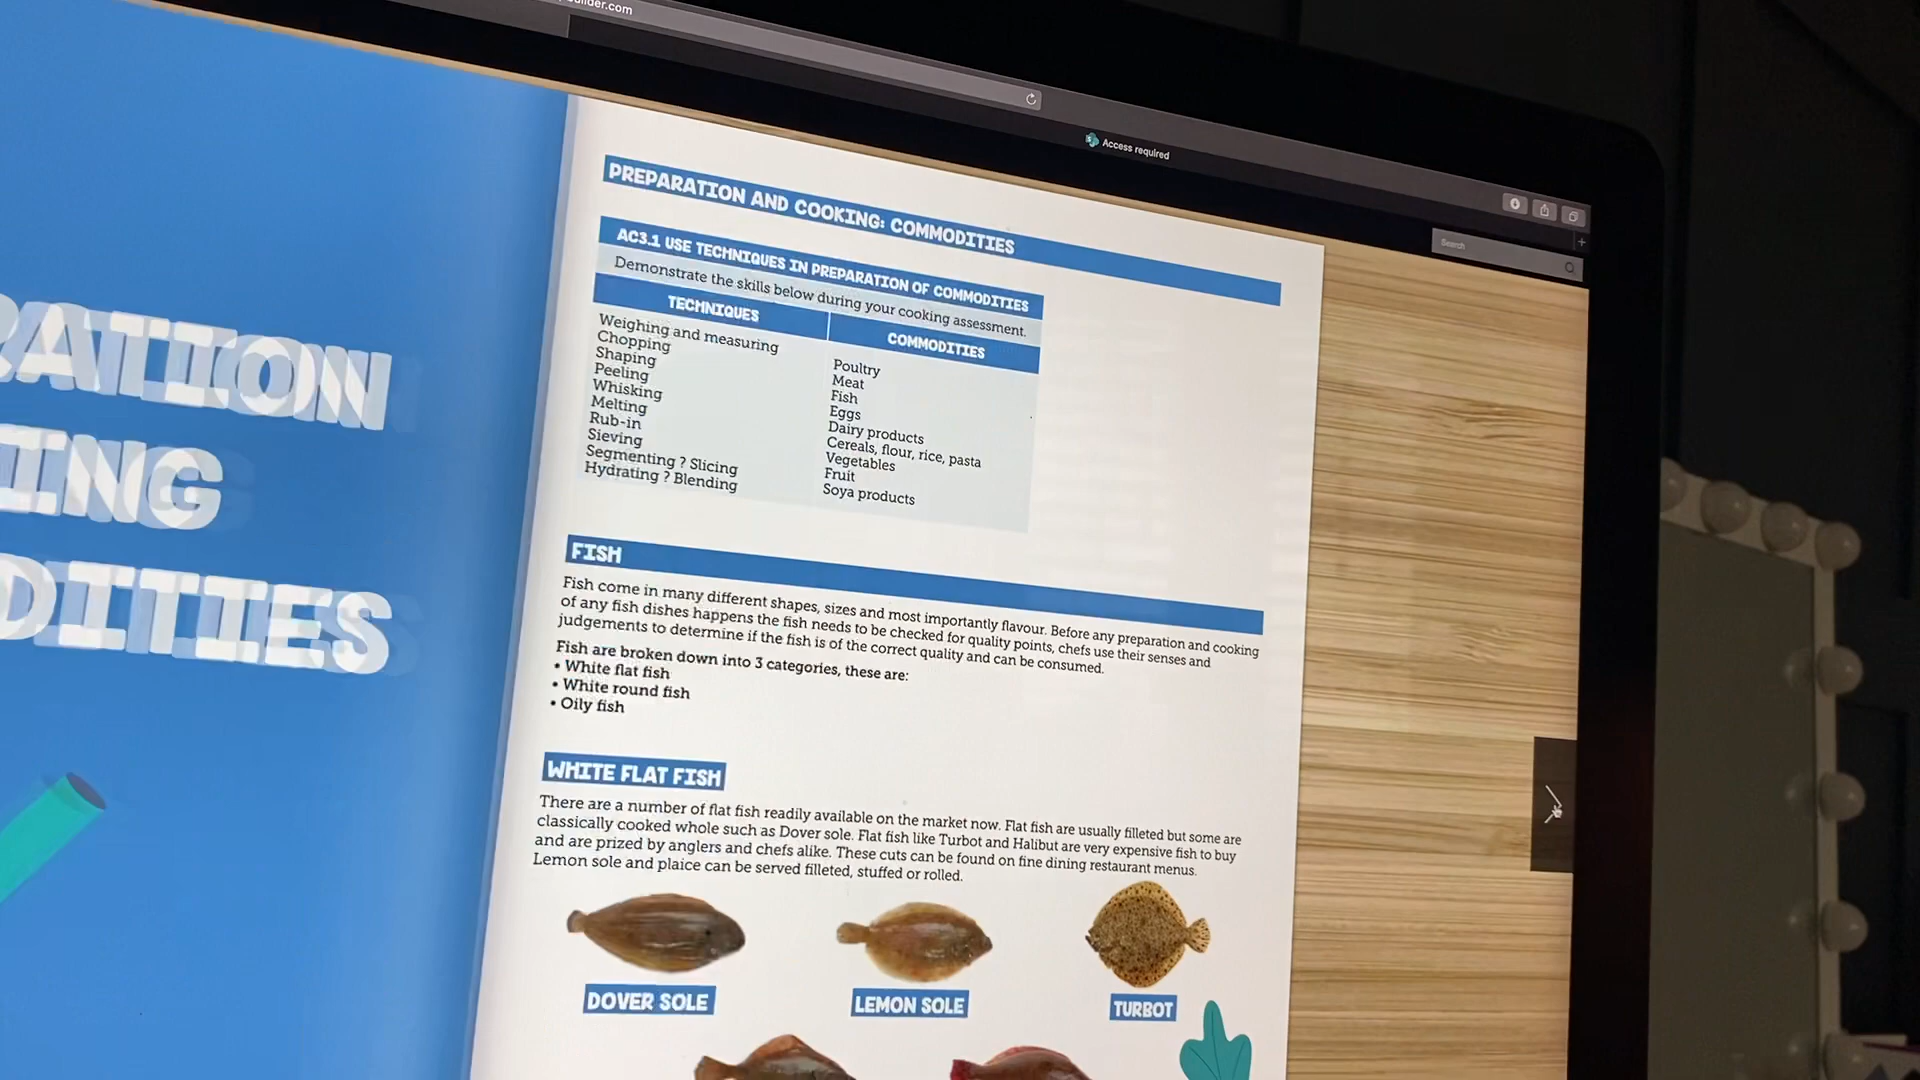 Access required
Search
PREPARATION AND COOKING: COMMODITIES
AC3.1 USE TECHNIQUES IN PREPARATION OF COMMODITIES
Demonstrate the skills below during your cooking assessment.
TECHNIQUES
Weighing and measuring
Chopping
Shaping
Peeling
Whisking
Melting
Rub-in
Sieving
Segmenting ? Slicing
Hydrating ? Blending
COMMODITIES
Poultry
Meat
Fish
Eggs
Dairy products
Cereals, flour, rice, pasta
Vegetables
Fruit
Soya products
FISH
Fish come in many different shapes, sizes and most importantly flavour. Before any preparation and cooking
of any fish dishes happens the fish needs to be checked for quality points, chefs use their senses and
judgements to determine if the fish is of the correct quality and can be consumed.
Fish are broken down into 3 categories, these are:
• White flat fish
• White round fish
• Oily fish
WHITE FLAT FISH
There are a number of flat fish readily available on the market now. Flat fish are usually filleted but some are
classically cooked whole such as Dover sole. Flat fish like Turbot and Halibut are very expensive fish to buy
and are prized by anglers and chefs alike. These cuts can be found on fine dining restaurant menus.
Lemon sole and plaice can be served filleted, stuffed or rolled.
DOVER SOLE
LEMON SOLE
TURBOT
RATION
ING
DITIES